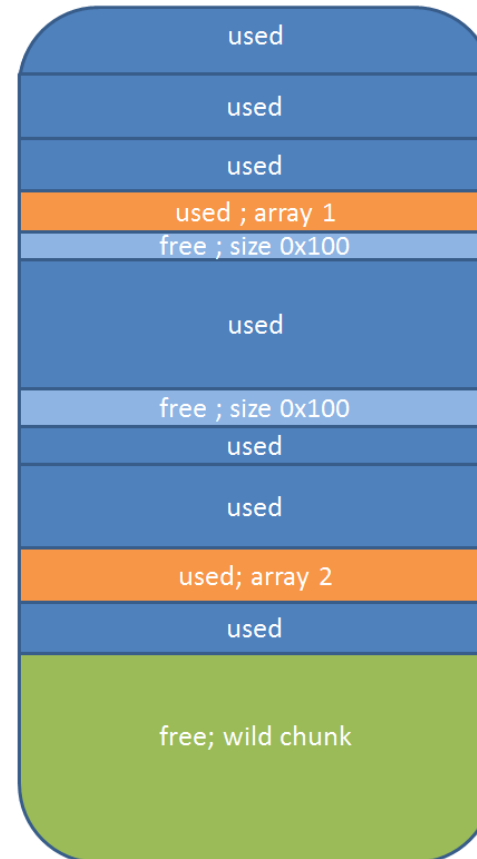 used
used
used
used ; array 1
free ; size 0x100
used
free ; size 0x100
used
used
used; array 2
used
free; wild chunk